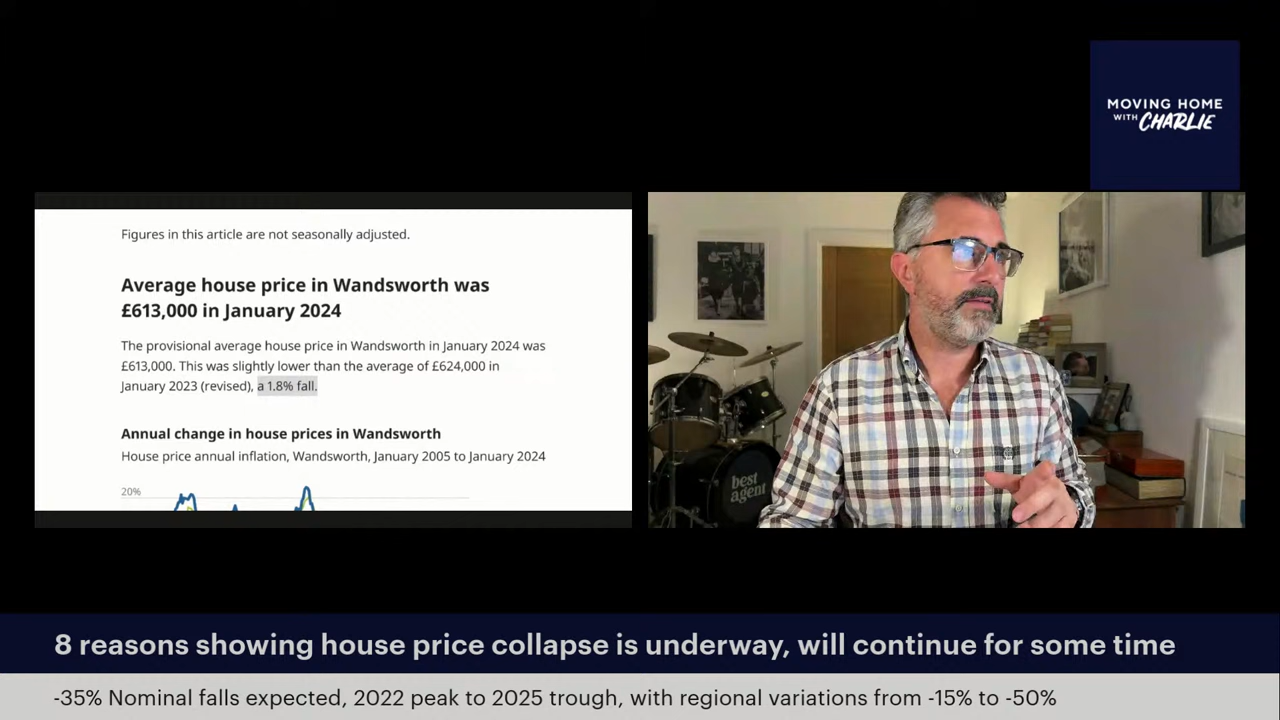 MOVING HOME
WITH CHARLIE
Figures in this article are not seasonally adjusted.
Average house price in Wandsworth was
£613,000 in January 2024
The provisional average house price in Wandsworth in January 2024 was
£613,000. This was slightly lower than the average of £624,000 in
January 2023 (revised), a 1.8% fall.
Annual change in house prices in Wandsworth
House price annual inflation, Wandsworth, January 2005 to January 2024
20%
best
agent
8 reasons showing house price collapse is underway, will continue for some time
-35% Nominal falls expected, 2022 peak to 2025 trough, with regional variations from -15% to -50%